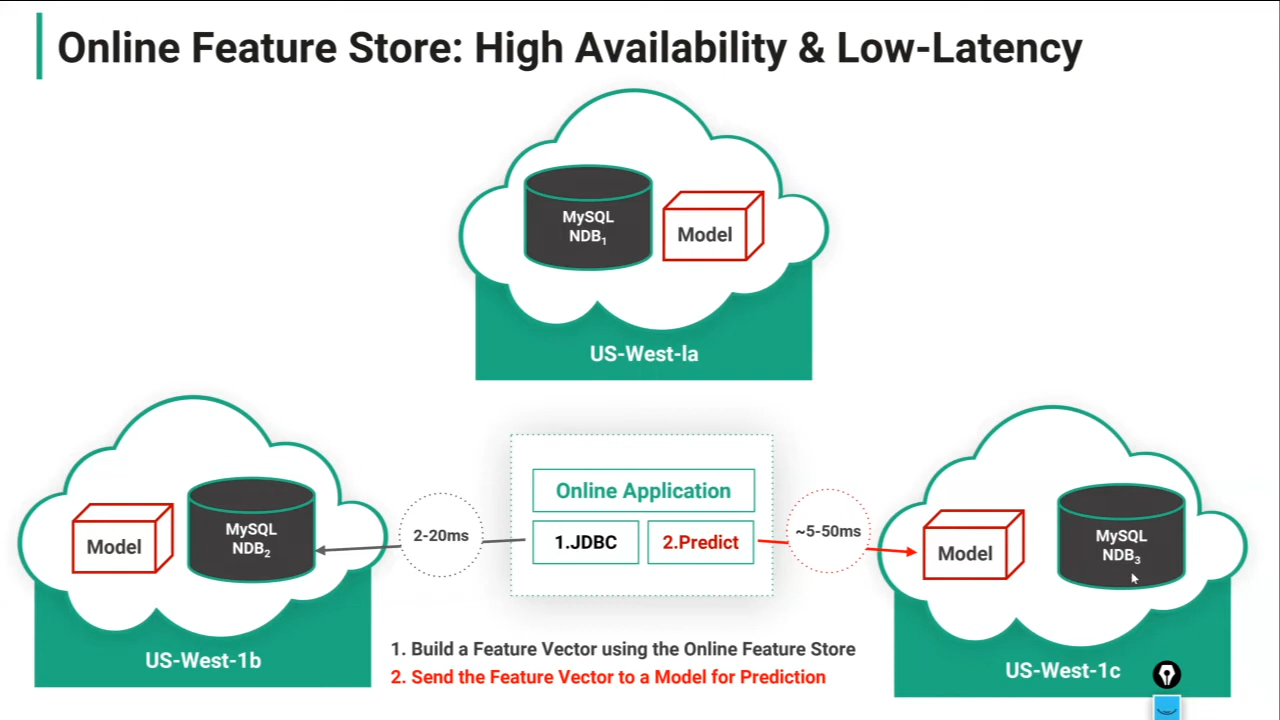 Online Feature Store: High Availability & Low-Latency
MySQL
NDB1
Model
US-West-la
Model
MySQL
NDB2
US-West-1b
2-20ms
Online Application
1.JDBC
2.Predict
~5-50ms
Model
MySQL
NDB3
US-West-1c
1. Build a Feature Vector using the Online Feature Store
2. Send the Feature Vector to a Model for Prediction